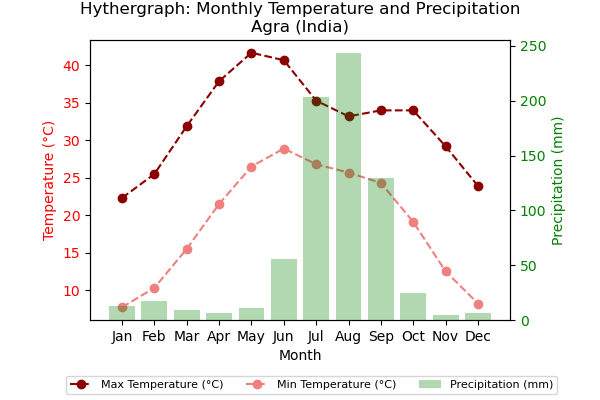 Hythergraph: Monthly Temperature and Precipitation
Agra (India)
Temperature (°C)
40
35
30
25
20
15
10
250
200
150
100
50
0
Precipitation (mm)
Jan Feb Mar Apr May Jun Jul Aug Sep Oct Nov Dec
Month
Max Temperature (°C) Min Temperature (°C) Precipitation (mm)